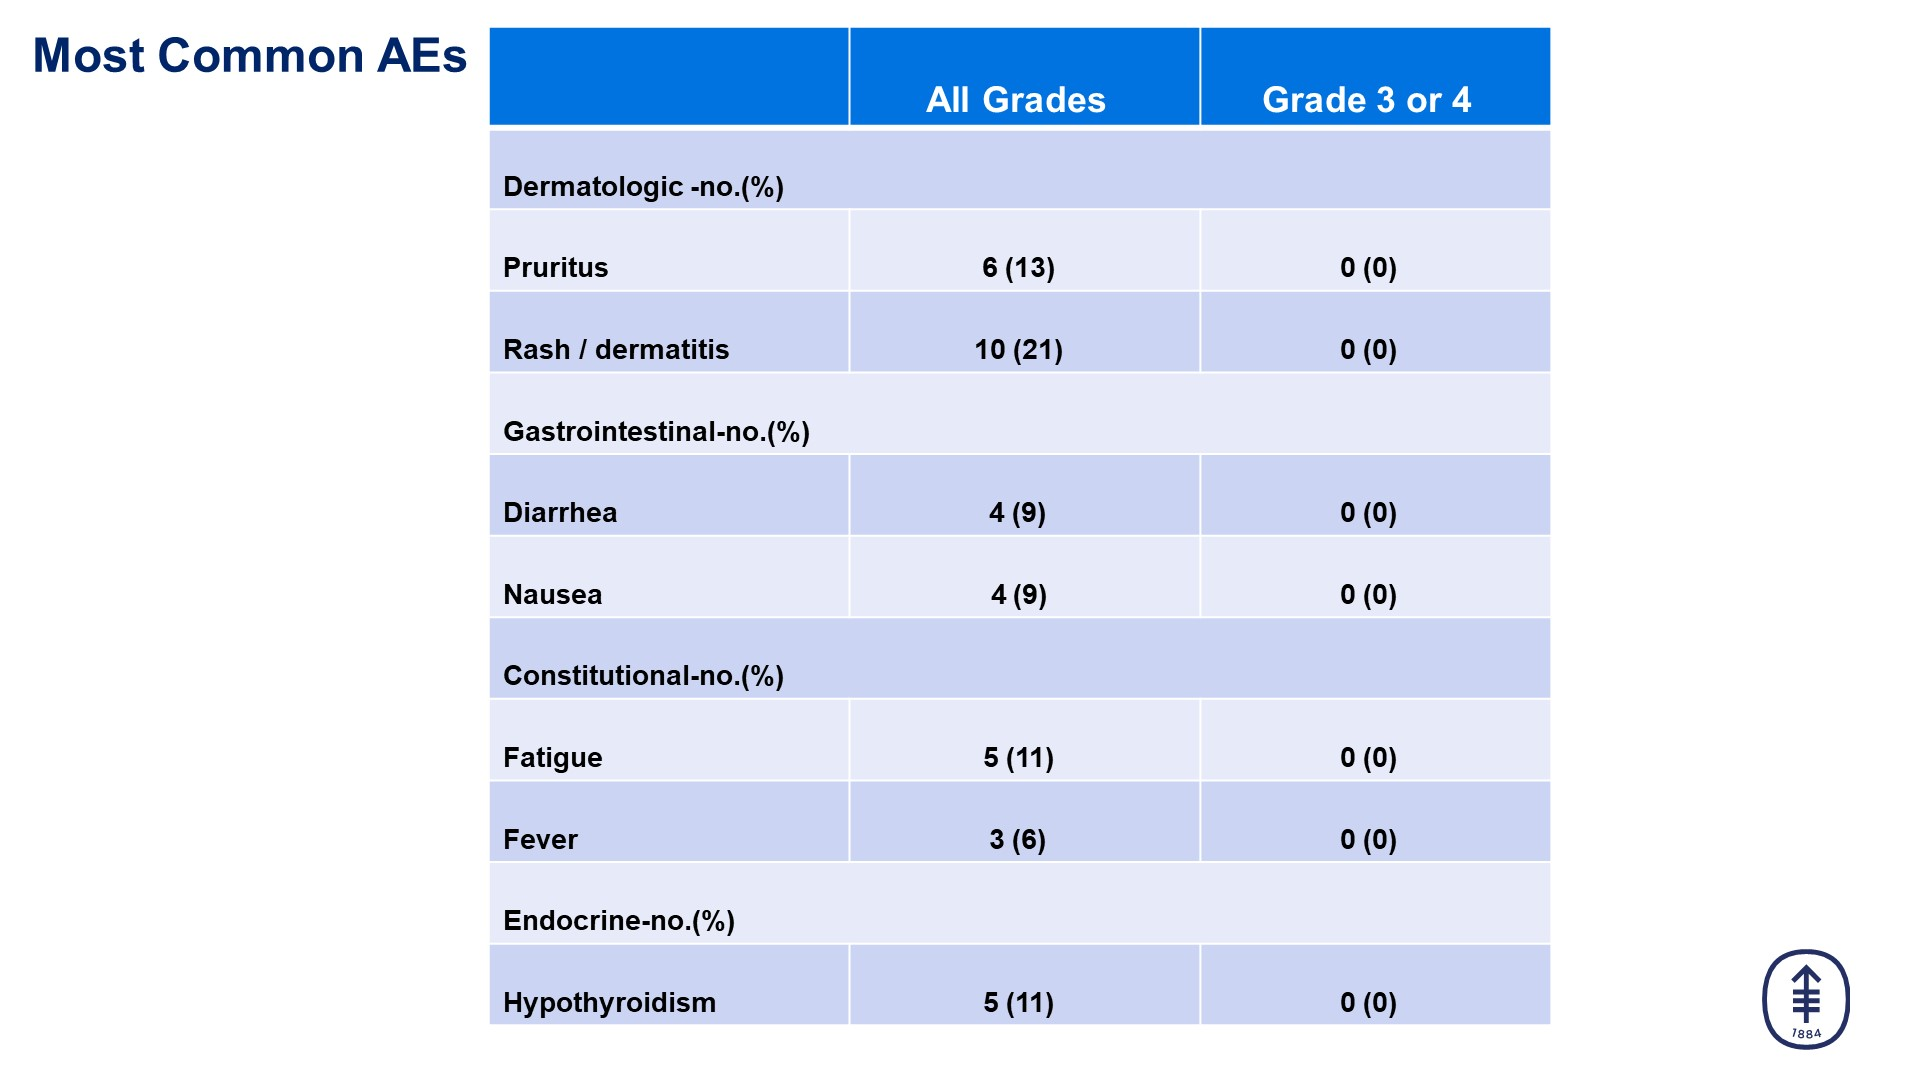 Most Common AEs
All Grades Grade 3 or 4
Dermatologic -no.(%)
Pruritus 6 (13) 0 (0)
Rash / dermatitis 10 (21) 0 (0)
Gastrointestinal-no.(%)
Diarrhea 4 (9) 0 (0)
Nausea 4 (9) 0 (0)
Constitutional-no.(%)
Fatigue 5 (11) 0 (0)
Fever 3 (6) 0 (0)
Endocrine-no.(%)
Hypothyroidism 5 (11) 0 (0)
1884